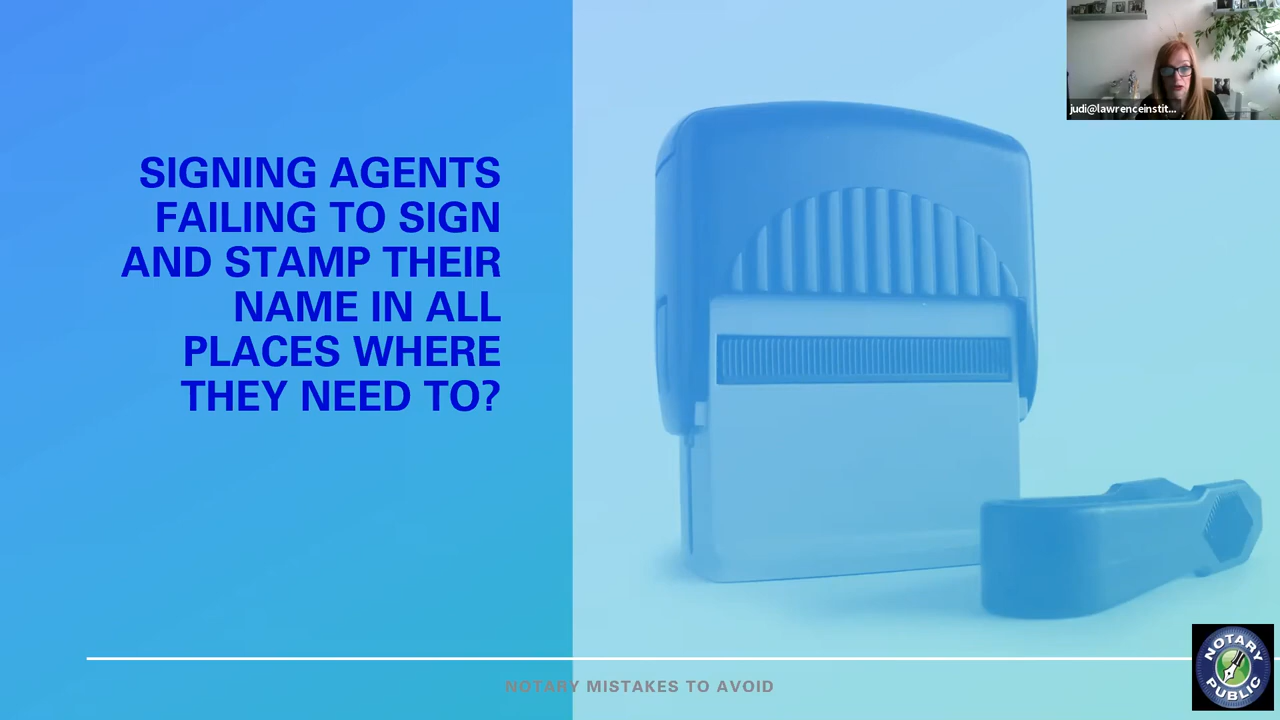 judi@lawrenceinstit...
SIGNING AGENTS
FAILING TO SIGN
AND STAMP THEIR
NAME IN ALL
PLACES WHERE
THEY NEED TO?
NOTARY MISTAKES TO AVOID
NOTARY
PUBLIC